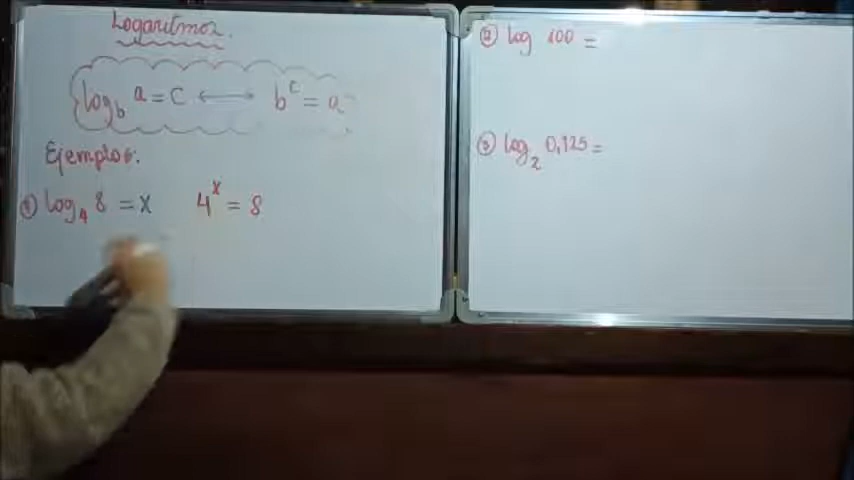 Logaritmos.
log_b a = c ⟷ b^c = a
Ejemplos:
① log_4 8 = x 4^x = 8
② log 100 =
③ log_2 0,125 =